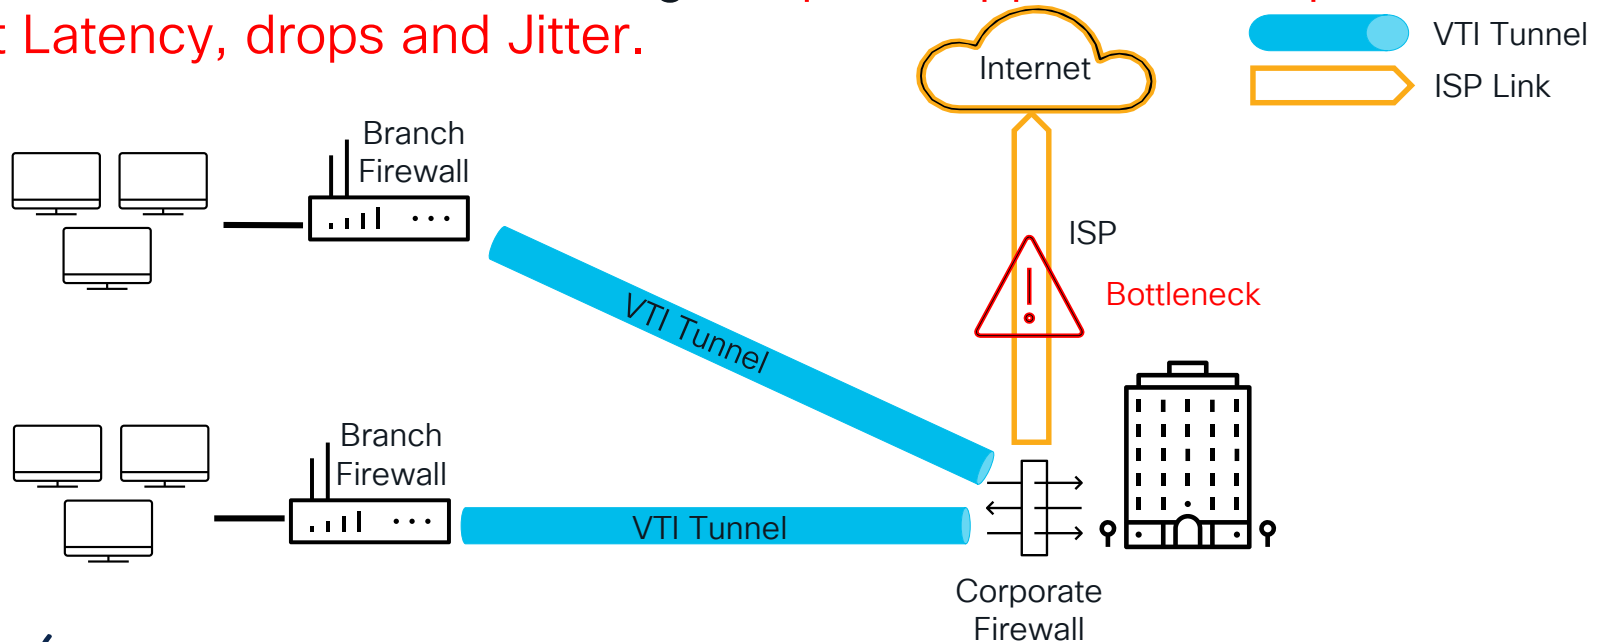 t Latency, drops and Jitter.
Internet
VTI Tunnel
ISP Link
Branch
Firewall
ISP
Bottleneck
VTI Tunnel
Branch
Firewall
VTI Tunnel
Corporate
Firewall